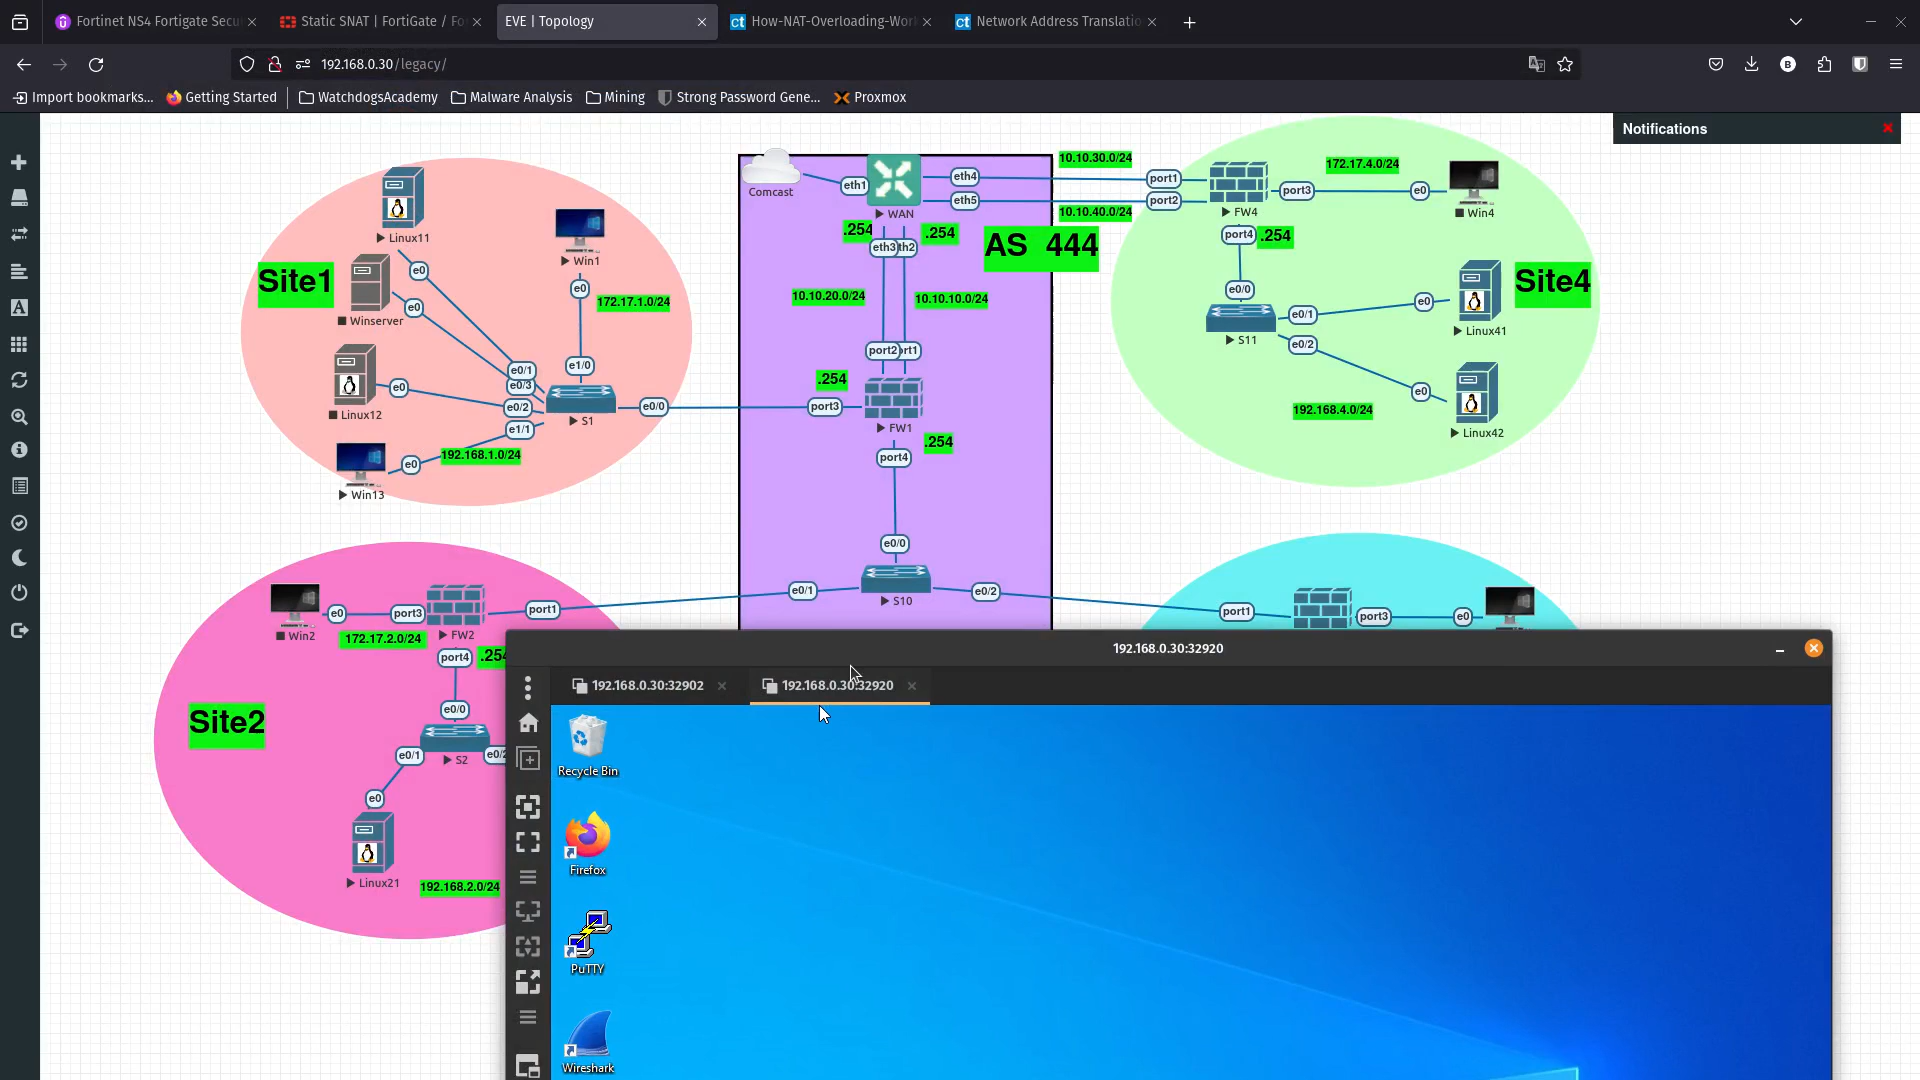 Fortinet NS4 Fortigate Secu
Static SNAT | FortiGate / Fo
EVE | Topology
How-NAT-Overloading-Wor
Network Address Translatio
192.168.0.30/legacy/
Import bookmarks...
Getting Started
WatchdogsAcademy
Malware Analysis
Mining
Strong Password Gene...
Proxmox
Notifications
Comcast
eth1
WAN
eth4
eth5
10.10.30.0/24
10.10.40.0/24
port1
port2
FW4
port3
172.17.4.0/24
e0
Win4
port4
.254
.254
.254
eth3
th2
AS 444
10.10.20.0/24
10.10.10.0/24
Linux11
e0
Site1
Winserver
e0
Win1
e0
172.17.1.0/24
Linux12
e0
Win13
e0
e0/1
e0/3
e0/2
e1/1
e1/0
S1
e0/0
192.168.1.0/24
port2
ort1
.254
port3
FW1
.254
port4
e0/0
S11
e0/1
e0/2
e0
Linux41
Site4
e0
Linux42
192.168.4.0/24
e0/0
e0/1
S10
e0/2
Win2
e0
port3
FW2
port1
172.17.2.0/24
port4
.254
Site2
e0/0
e0/1
S2
e0/2
e0
Linux21
192.168.2.0/24
port1
port3
e0
192.168.0.30:32920
192.168.0.30:32902
192.168.0.30:32920
Recycle Bin
Firefox
PuTTY
Wireshark